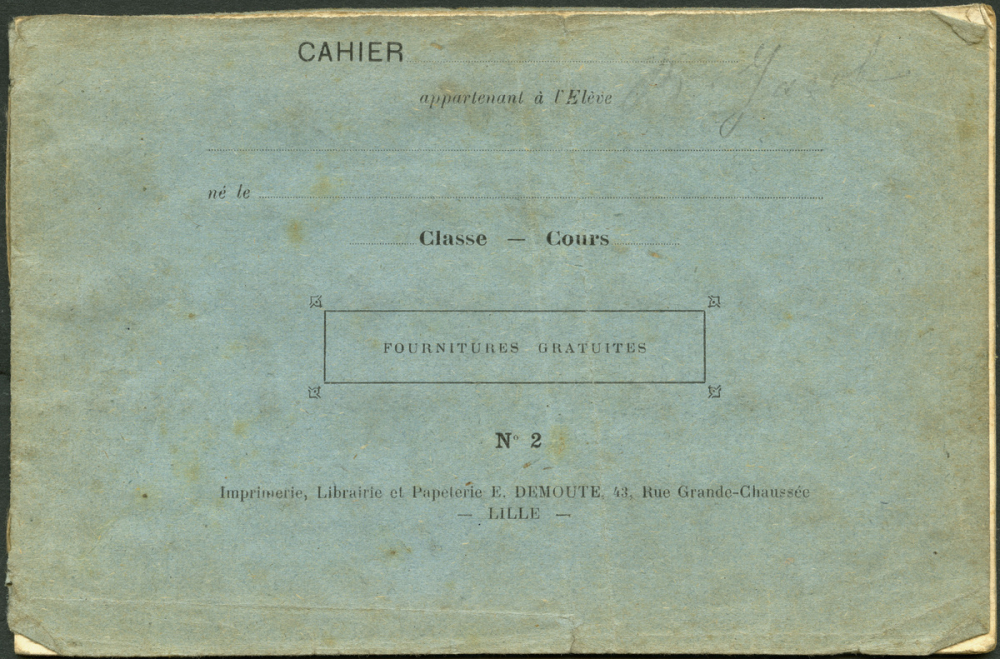 CAHIER
appartenant à l'Elève
né le
Classe — Cours
FOURNITURES GRATUITES
N° 2
Imprimerie, Librairie et Papeterie E. DEMOUTE, 43, Rue Grande-Chaussée
— LILLE —